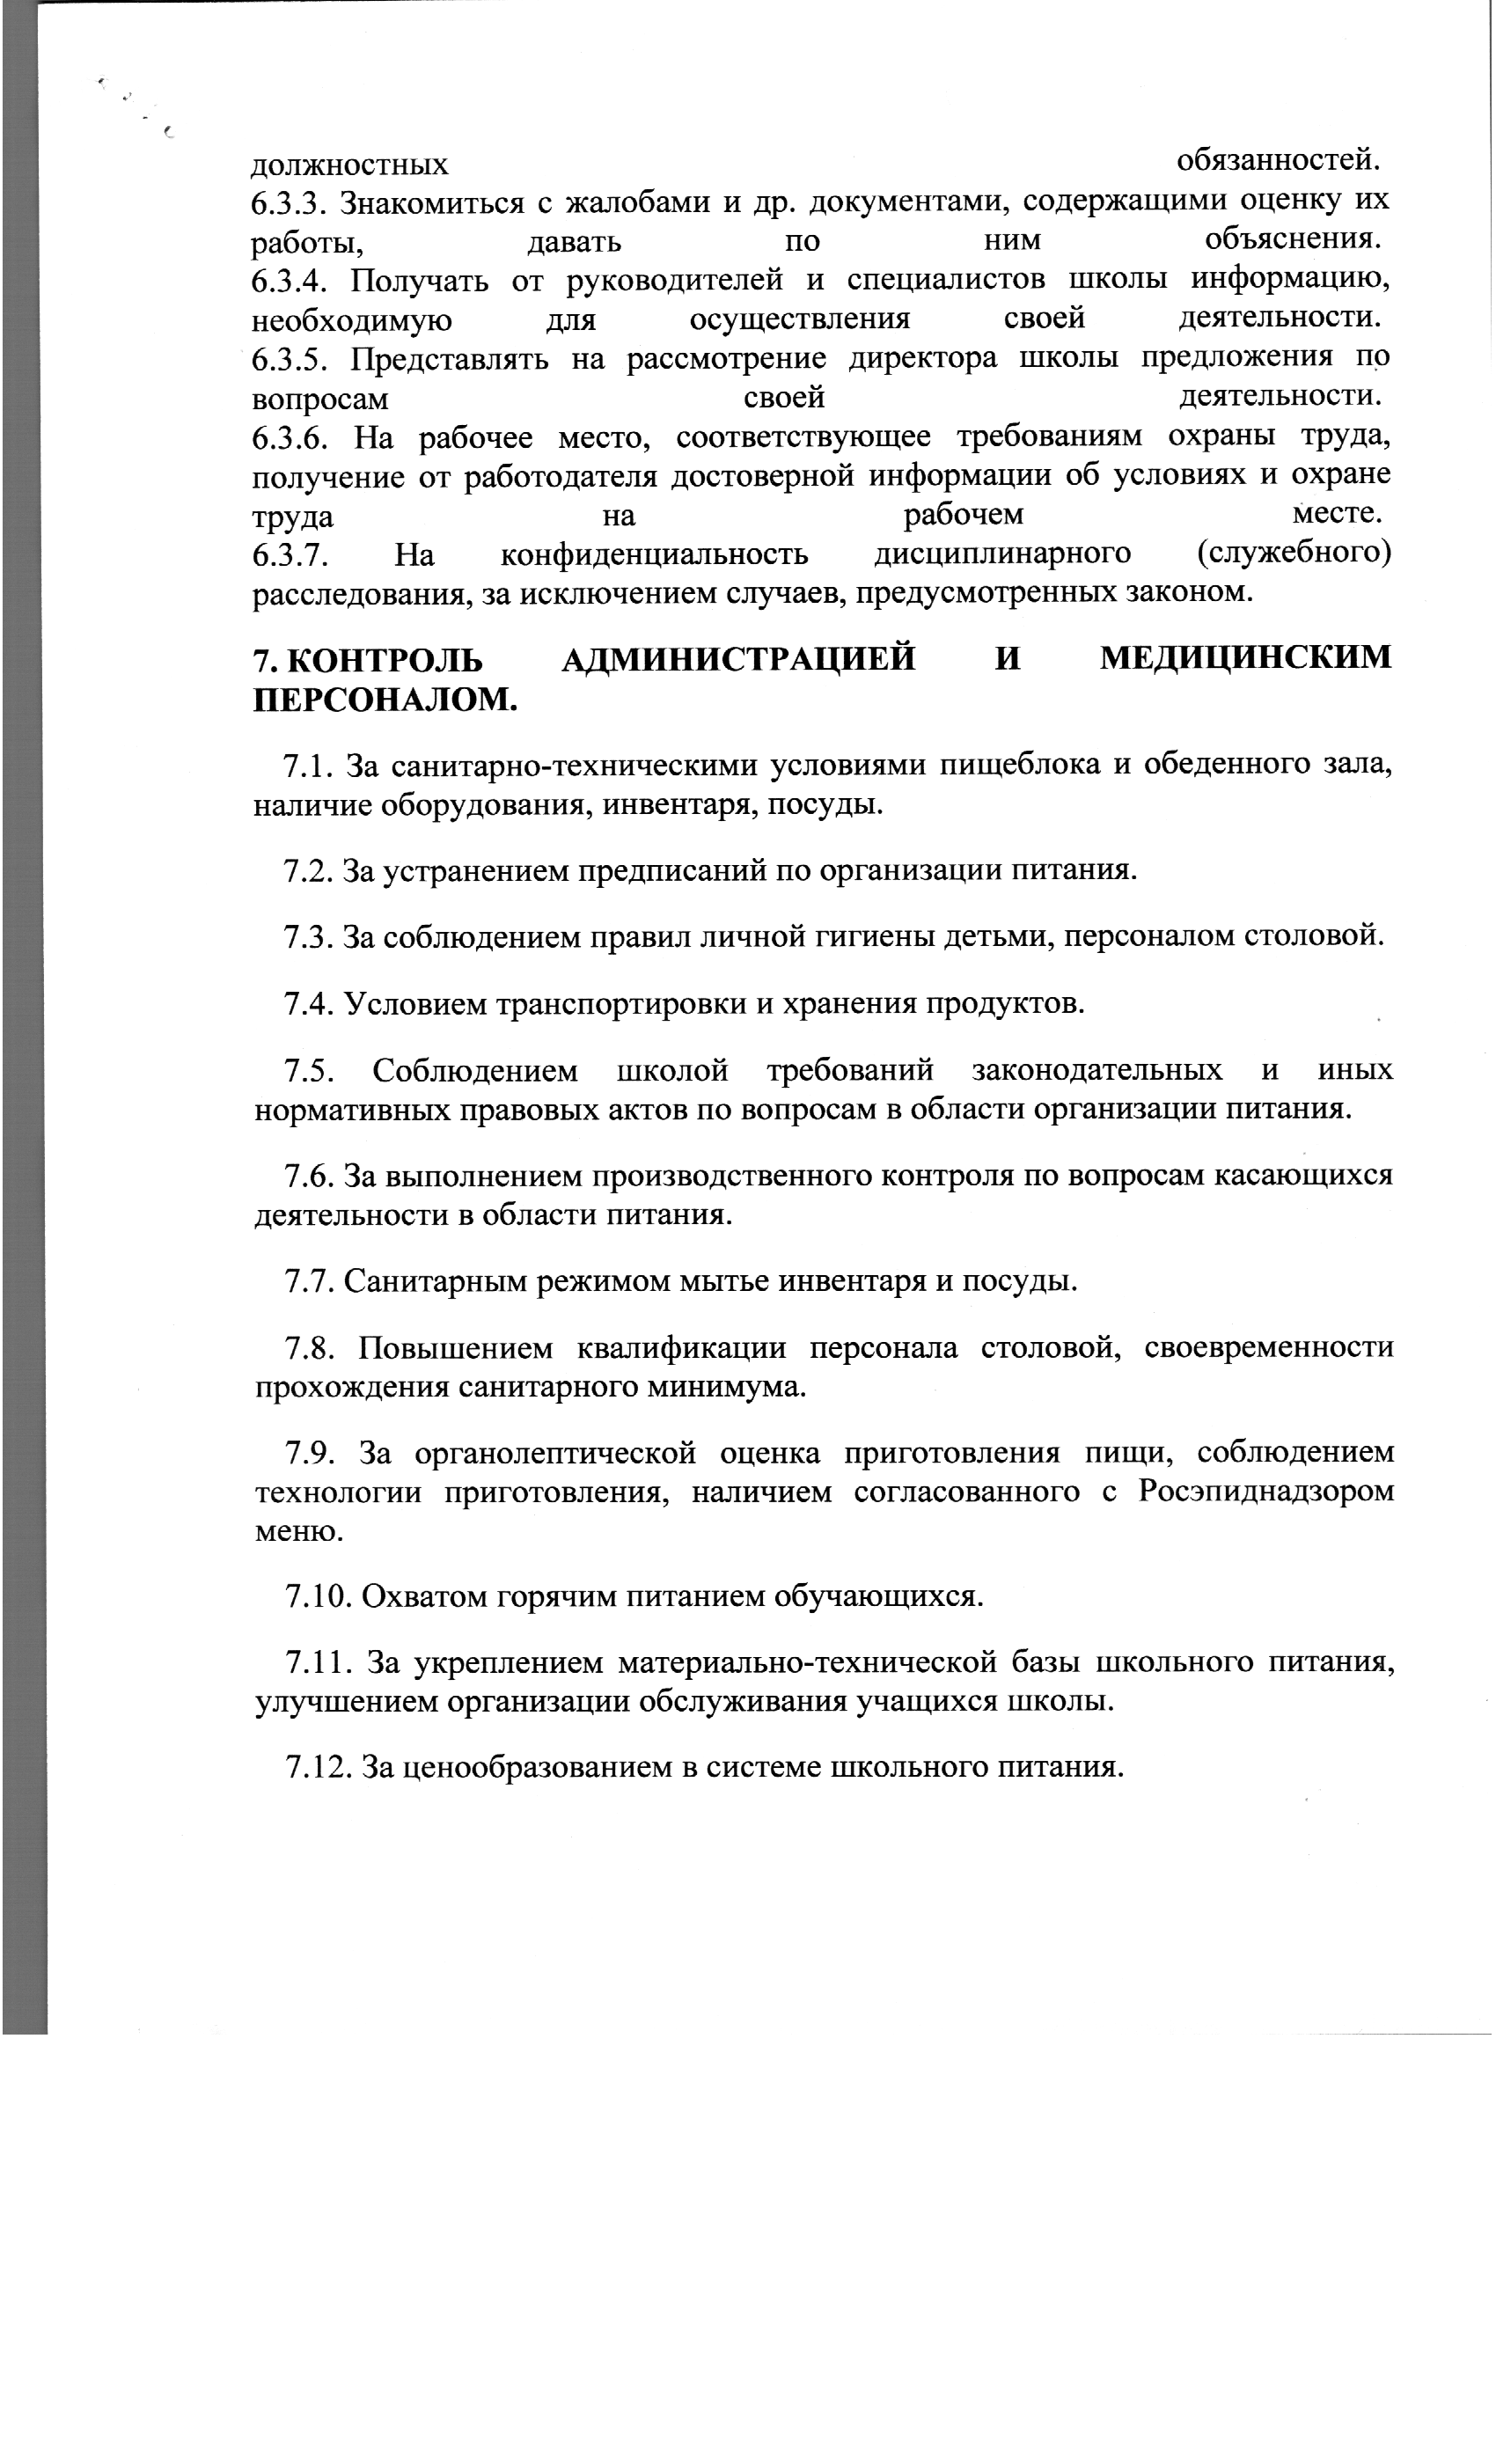 должностных обязанностей.
6.3.3. Знакомиться с жалобами и др. документами, содержащими оценку их
работы, давать по ним объяснения.
6.3.4. Получать от руководителей и специалистов школы информацию,
необходимую для осуществления своей деятельности.
6.3.5. Представлять на рассмотрение директора школы предложения по
вопросам своей деятельности.
6.3.6. На рабочее место, соответствующее требованиям охраны труда,
получение от работодателя достоверной информации об условиях и охране
труда на рабочем месте.
6.3.7. На конфиденциальность дисциплинарного (служебного)
расследования, за исключением случаев, предусмотренных законом.
7. КОНТРОЛЬ АДМИНИСТРАЦИЕЙ И МЕДИЦИНСКИМ
ПЕРСОНАЛОМ.
7.1. За санитарно-техническими условиями пищеблока и обеденного зала,
наличие оборудования, инвентаря, посуды.
7.2. За устранением предписаний по организации питания.
7.3. За соблюдением правил личной гигиены детьми, персоналом столовой.
7.4. Условием транспортировки и хранения продуктов.
7.5. Соблюдением школой требований законодательных и иных
нормативных правовых актов по вопросам в области организации питания.
7.6. За выполнением производственного контроля по вопросам касающихся
деятельности в области питания.
7.7. Санитарным режимом мытье инвентаря и посуды.
7.8. Повышением квалификации персонала столовой, своевременности
прохождения санитарного минимума.
7.9. За органолептической оценка приготовления пищи, соблюдением
технологии приготовления, наличием согласованного с Росэпиднадзором
меню.
7.10. Охватом горячим питанием обучающихся.
7.11. За укреплением материально-технической базы школьного питания,
улучшением организации обслуживания учащихся школы.
7.12. За ценообразованием в системе школьного питания.